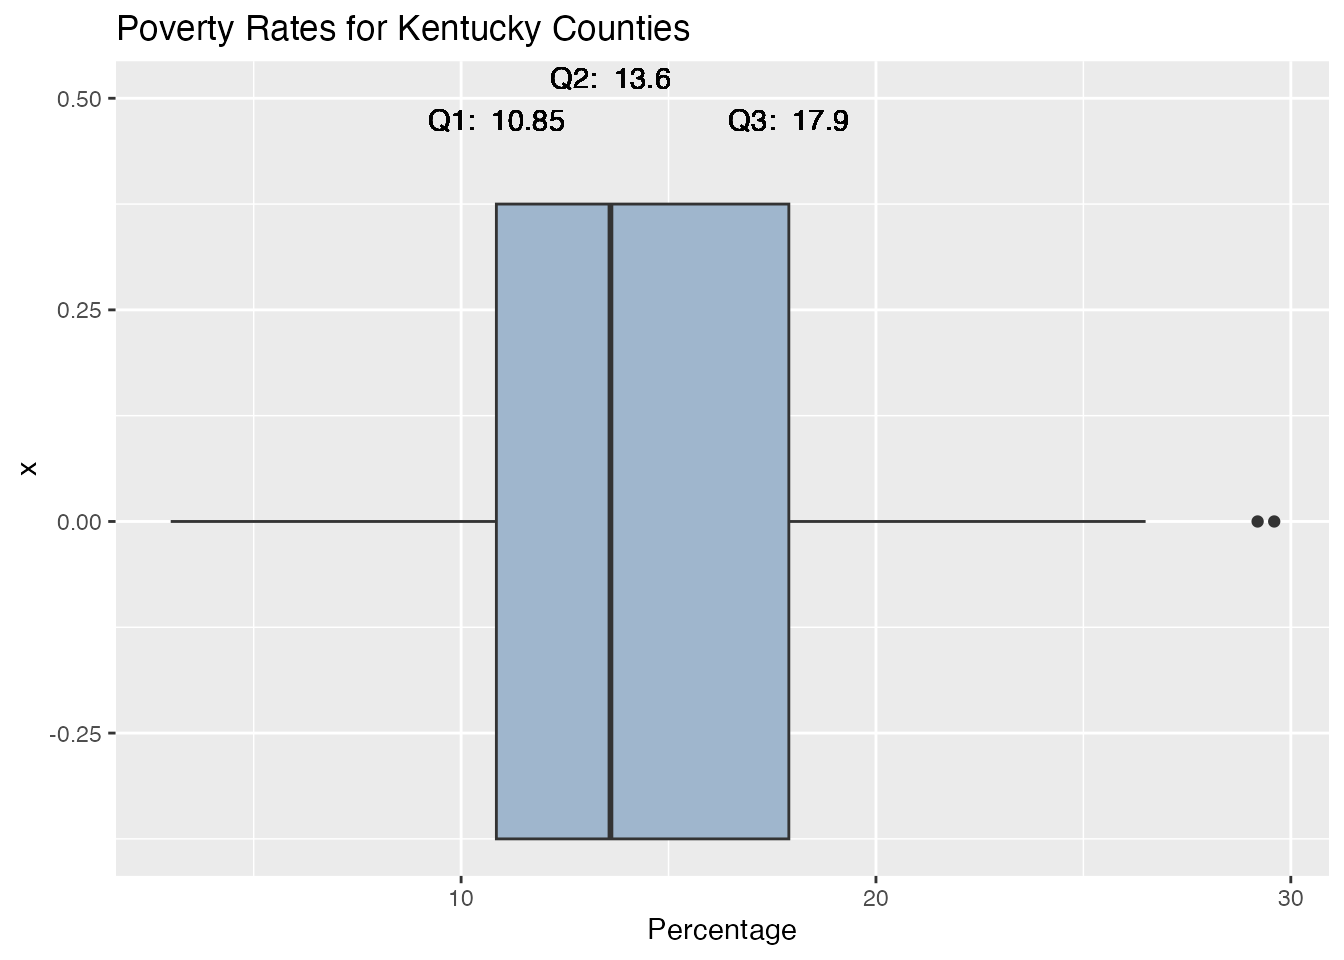 Poverty Rates for Kentucky Counties
Q2: 13.6
Q1: 10.85
Q3: 17.9
0.50
0.25
0.00
-0.25
x
10
20
30
Percentage